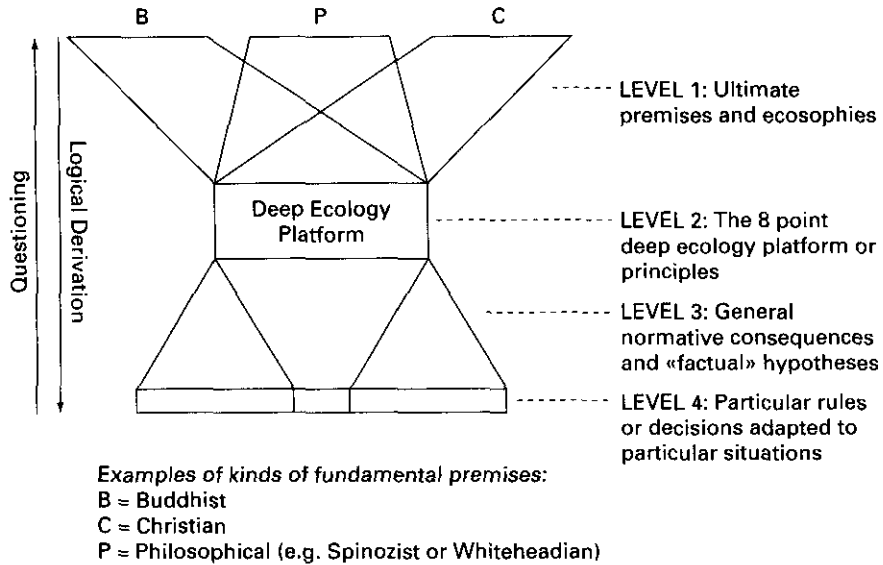 B
P
C
Questioning
Logical Derivation
LEVEL 1: Ultimate
premises and ecosophies
Deep Ecology
Platform
LEVEL 2: The 8 point
deep ecology platform or
principles
LEVEL 3: General
normative consequences
and «factual» hypotheses
LEVEL 4: Particular rules
or decisions adapted to
particular situations
Examples of kinds of fundamental premises:
B = Buddhist
C = Christian
P = Philosophical (e.g. Spinozist or Whiteheadian)